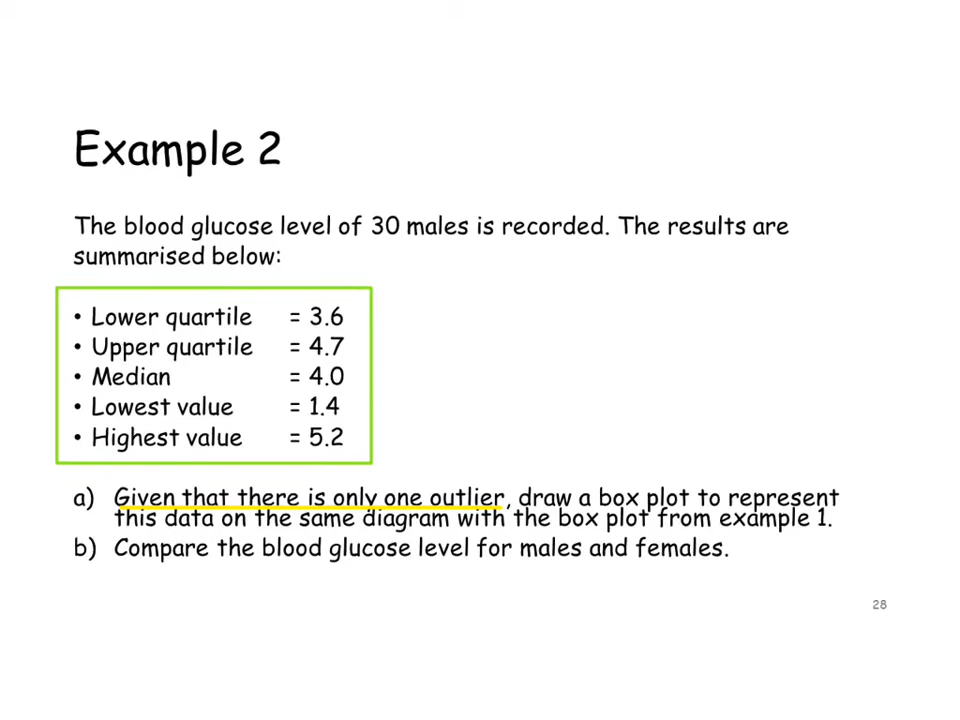 Example 2
The blood glucose level of 30 males is recorded. The results are
summarised below:
• Lower quartile = 3.6
• Upper quartile = 4.7
• Median = 4.0
• Lowest value = 1.4
• Highest value = 5.2
a) Given that there is only one outlier, draw a box plot to represent
this data on the same diagram with the box plot from example 1.
b) Compare the blood glucose level for males and females.
28